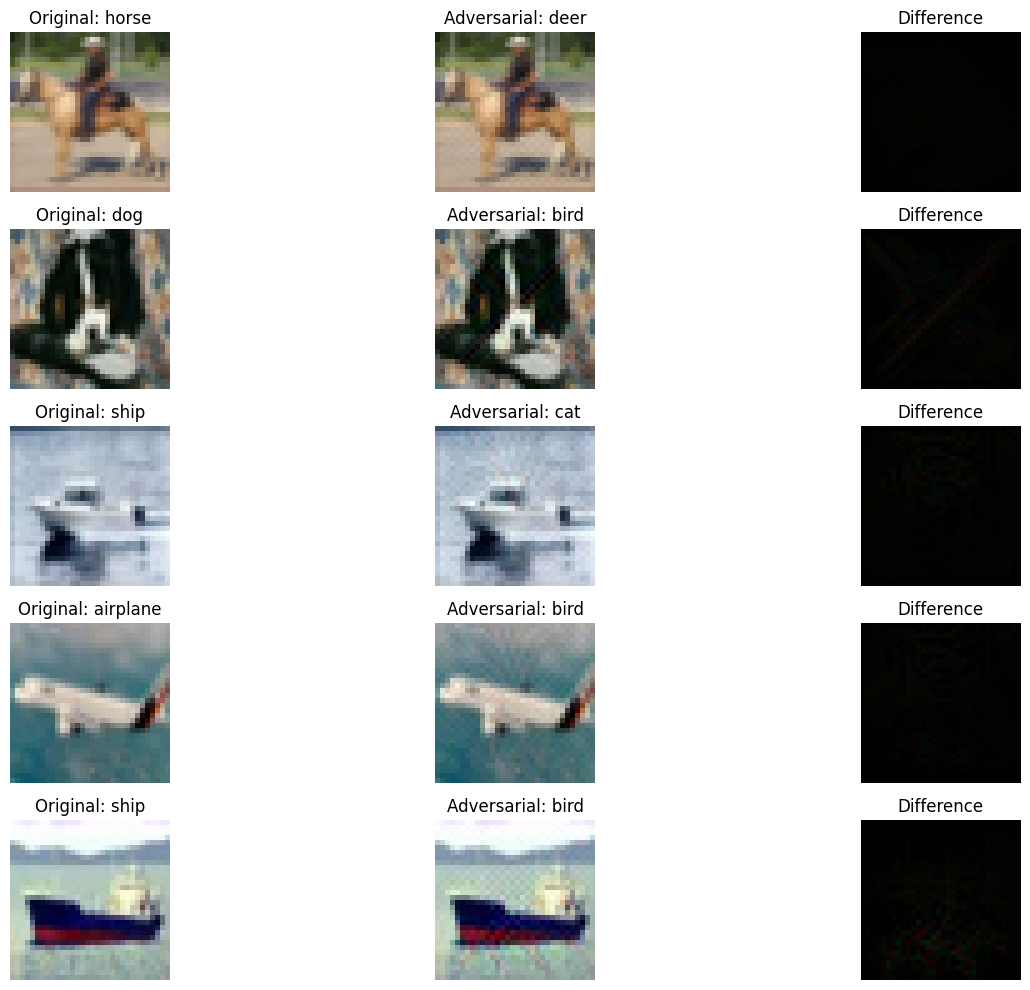 Original: horse
Adversarial: deer
Difference
Original: dog
Adversarial: bird
Difference
Original: ship
Adversarial: cat
Difference
Original: airplane
Adversarial: bird
Difference
Original: ship
Adversarial: bird
Difference